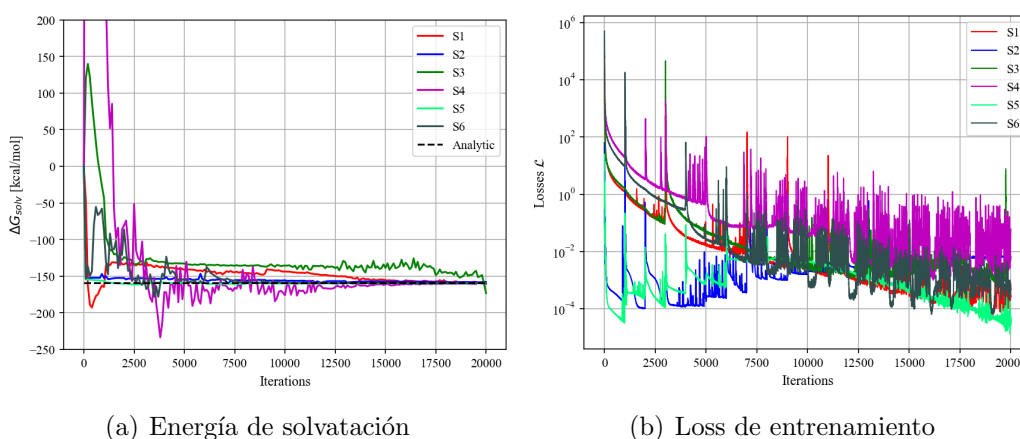 200
150
100
50
0
−50
−100
−150
−200
−250
ΔG_solv [kcal/mol]
0 2500 5000 7500 10000 12500 15000 17500 20000
Iterations
S1
S2
S3
S4
S5
S6
Analytic
(a) Energía de solvatación
10^6
10^4
10^2
10^0
10^−2
10^−4
Losses ℒ
0 2500 5000 7500 10000 12500 15000 17500 2000
Iterations
S1
S2
S3
S4
S5
S6
(b) Loss de entrenamiento